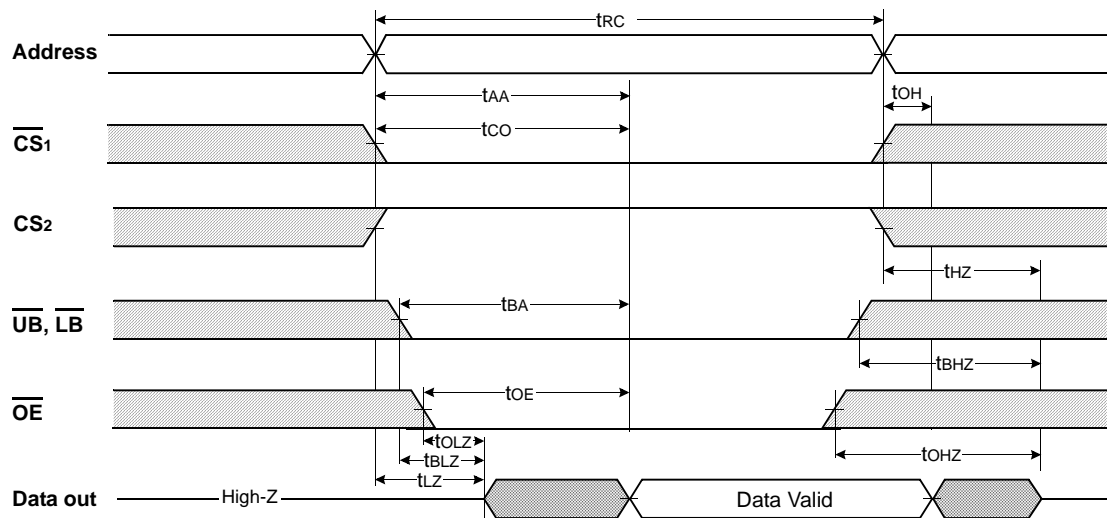 tRC
Address
tAA
tOH
tCO
CS1
CS2
tHZ
tBA
UB, LB
tBHZ
tOE
OE
tOLZ
tBLZ
tOHZ
tLZ
Data out
High-Z
Data Valid